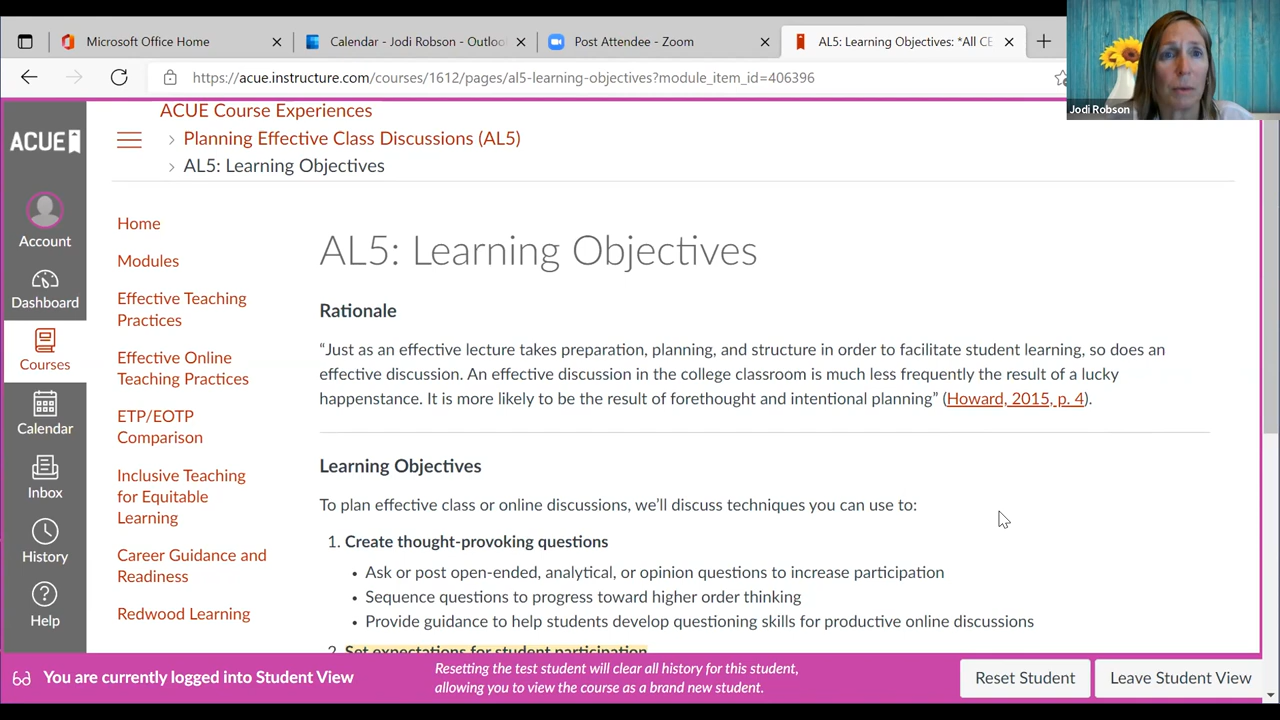 Microsoft Office Home
Calendar - Jodi Robson - Outloo
Post Attendee - Zoom
AL5: Learning Objectives: *All CE
https://acue.instructure.com/courses/1612/pages/al5-learning-objectives?module_item_id=406396
Jodi Robson
ACUE
Account
Dashboard
Courses
Calendar
Inbox
History
Help
ACUE Course Experiences
Planning Effective Class Discussions (AL5)
AL5: Learning Objectives
Home
Modules
Effective Teaching
Practices
Effective Online
Teaching Practices
ETP/EOTP
Comparison
Inclusive Teaching
for Equitable
Learning
Career Guidance and
Readiness
Redwood Learning
AL5: Learning Objectives
Rationale
“Just as an effective lecture takes preparation, planning, and structure in order to facilitate student learning, so does an
effective discussion. An effective discussion in the college classroom is much less frequently the result of a lucky
happenstance. It is more likely to be the result of forethought and intentional planning” (Howard, 2015, p. 4).
Learning Objectives
To plan effective class or online discussions, we’ll discuss techniques you can use to:
1. Create thought-provoking questions
• Ask or post open-ended, analytical, or opinion questions to increase participation
• Sequence questions to progress toward higher order thinking
• Provide guidance to help students develop questioning skills for productive online discussions
2. Set expectations for student participation
You are currently logged into Student View
Resetting the test student will clear all history for this student,
allowing you to view the course as a brand new student.
Reset Student
Leave Student View